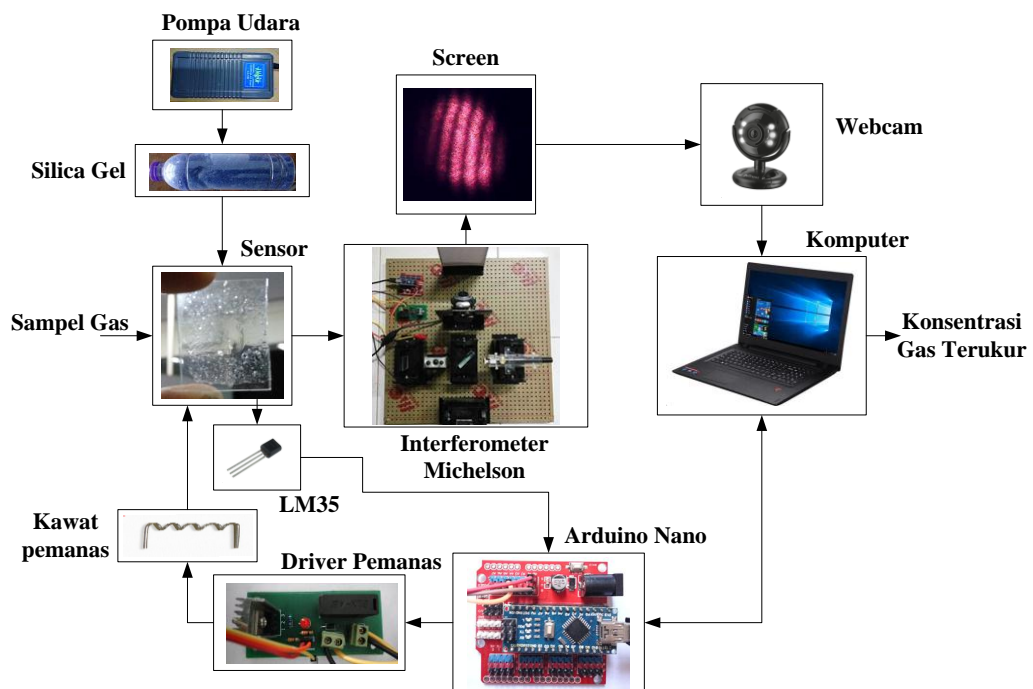 Pompa Udara
Screen
Webcam
Silica Gel
Sensor
Komputer
Sampel Gas
Konsentrasi
Gas Terukur
Interferometer
Michelson
LM35
Kawat
pemanas
Driver Pemanas
Arduino Nano